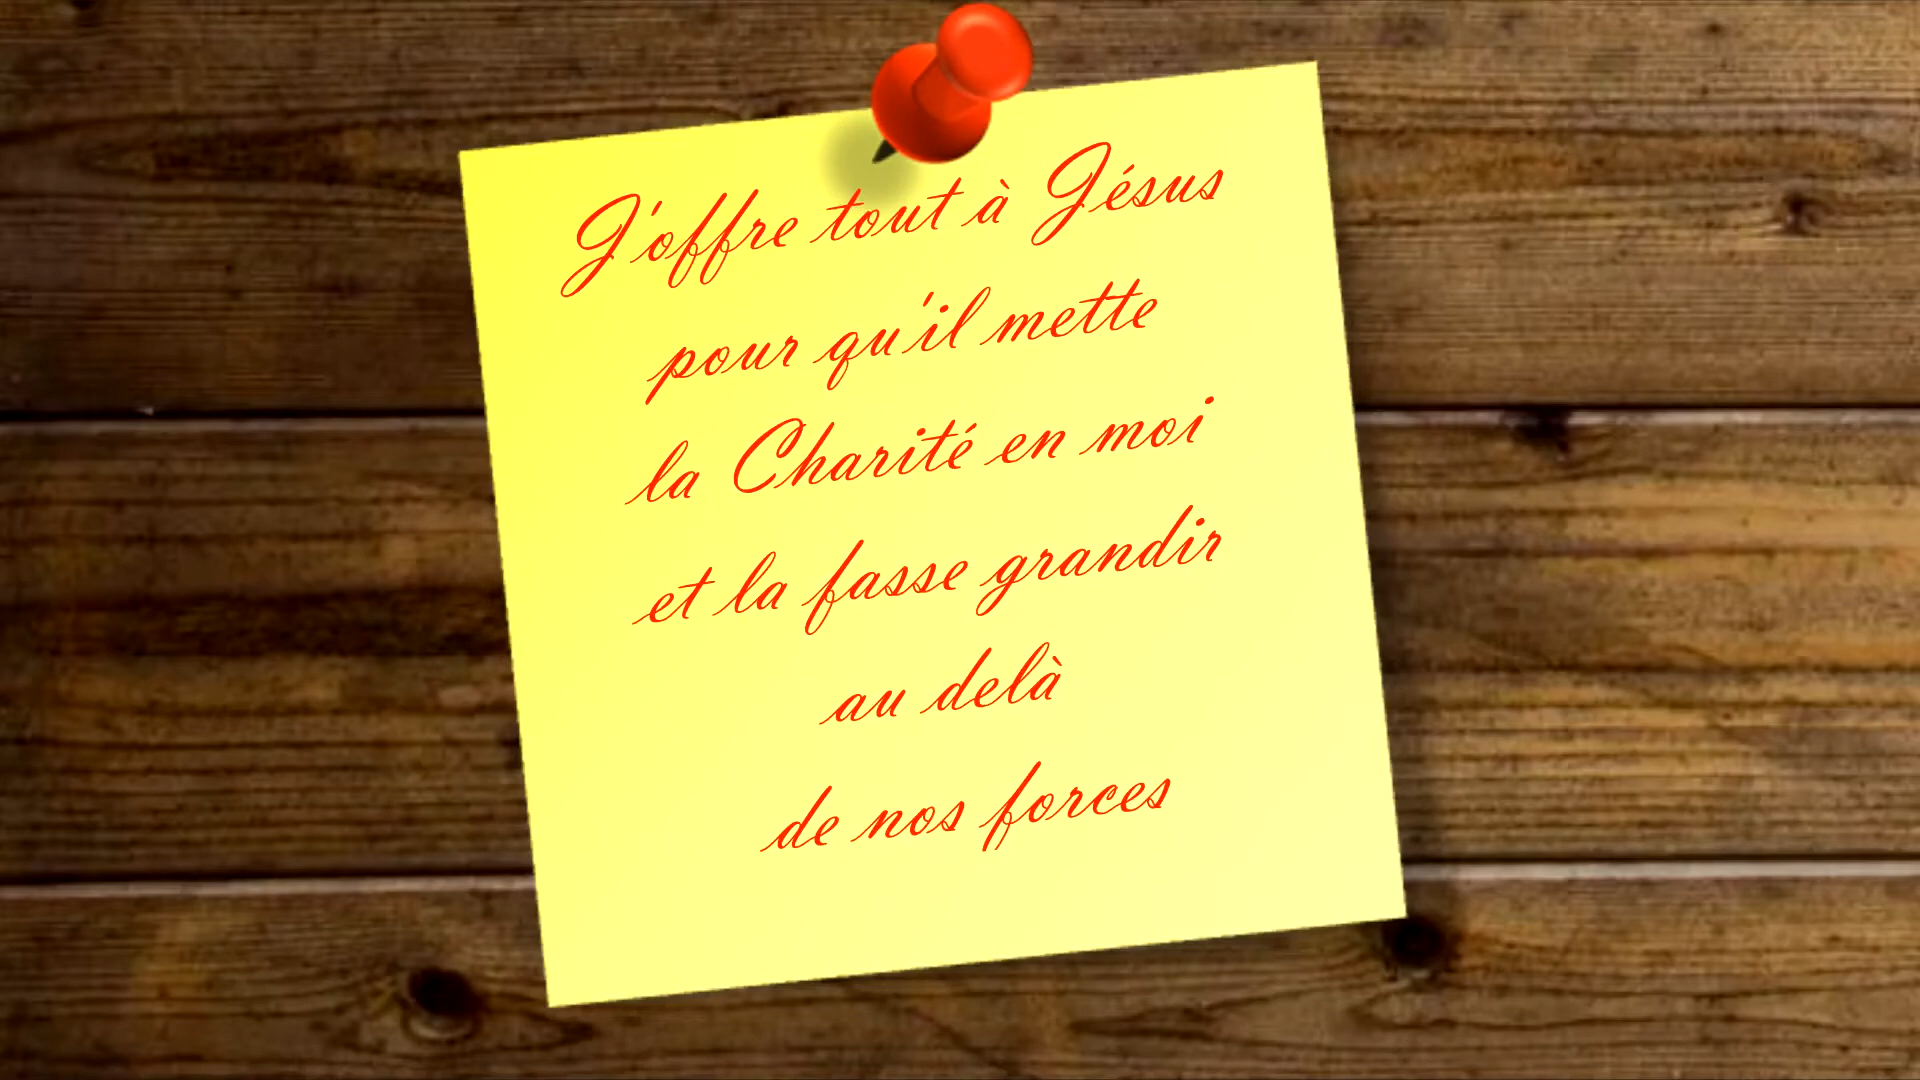 J'offre tout à Jésus
pour qu'il mette
la Charité en moi
et la fasse grandir
au delà
de nos forces